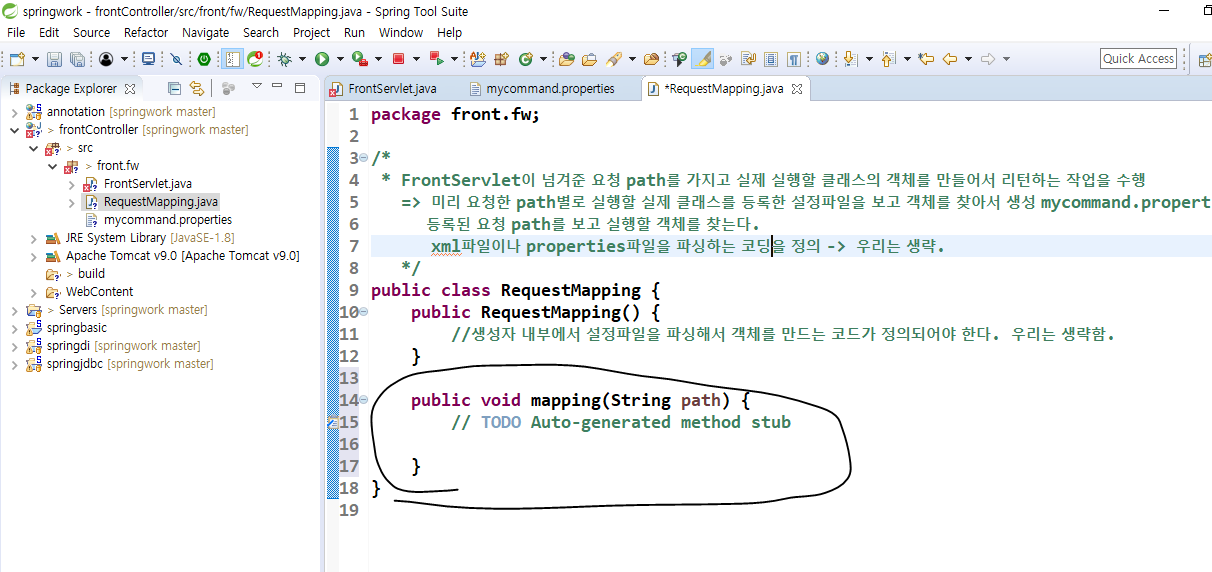 springwork - frontController/src/front/fw/RequestMapping.java - Spring Tool Suite
File Edit Source Refactor Navigate Search Project Run Window Help
Quick Access
Package Explorer
FrontServlet.java mycommand.properties *RequestMapping.java
annotation [springwork master]
> frontController [springwork master]
> src
> front.fw
FrontServlet.java
RequestMapping.java
mycommand.properties
JRE System Library [JavaSE-1.8]
Apache Tomcat v9.0 [Apache Tomcat v9.0]
> build
WebContent
> Servers [springwork master]
springbasic
springdi [springwork master]
springjdbc [springwork master]
1 package front.fw;
2
3 /*
4 * FrontServlet이 넘겨준 요청 path를 가지고 실제 실행할 클래스의 객체를 만들어서 리턴하는 작업을 수행
5 => 미리 요청한 path별로 실행할 실제 클래스를 등록한 설정파일을 보고 객체를 찾아서 생성 mycommand.propert
6 등록된 요청 path를 보고 실행할 객체를 찾는다.
7 xml파일이나 properties파일을 파싱하는 코딩을 정의 -> 우리는 생략.
8 */
9 public class RequestMapping {
10 public RequestMapping() {
11 //생성자 내부에서 설정파일을 파싱해서 객체를 만드는 코드가 정의되어야 한다. 우리는 생략함.
12 }
13
14 public void mapping(String path) {
15 // TODO Auto-generated method stub
16
17 }
18 }
19